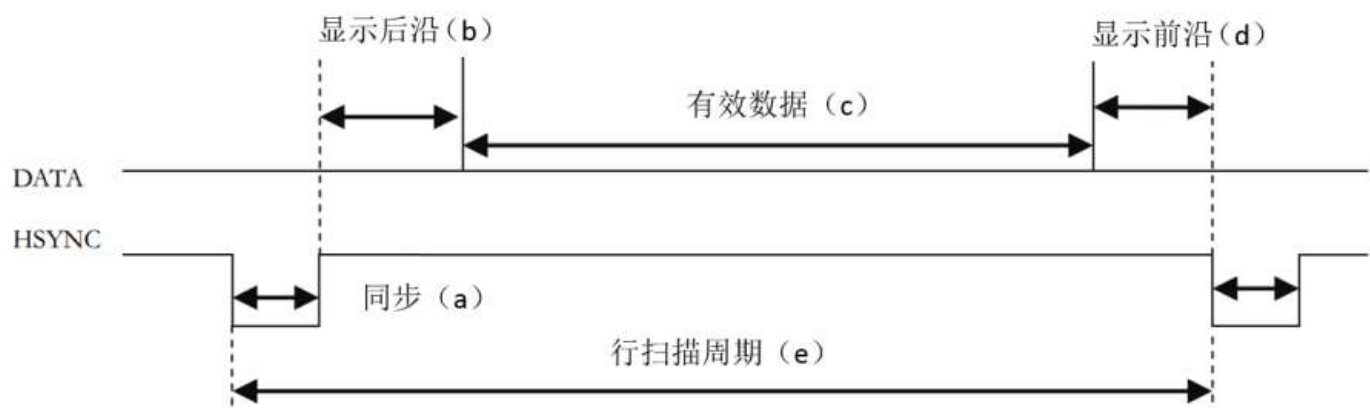 显示后沿（b）
显示前沿（d）
有效数据（c）
DATA
HSYNC
同步（a）
行扫描周期（e）